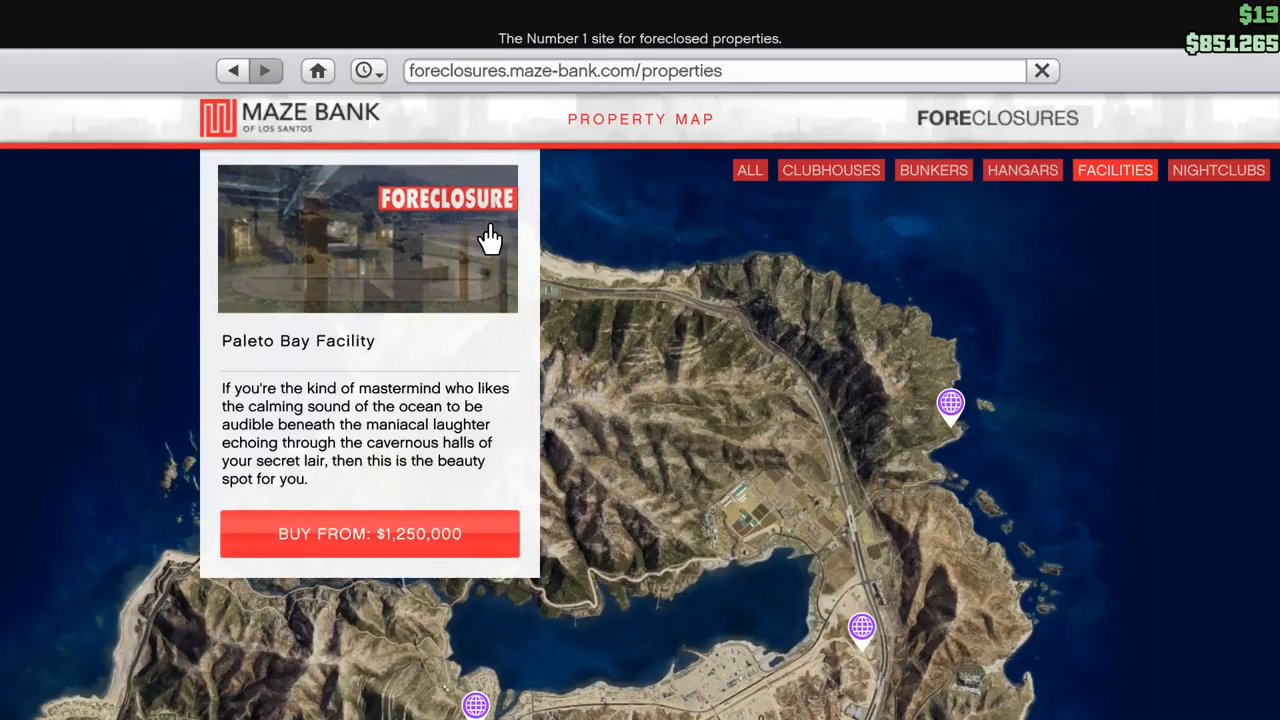 $13
The Number 1 site for foreclosed properties.
$851265
foreclosures.maze-bank.com/properties
MAZE BANK
OF LOS SANTOS
PROPERTY MAP
FORECLOSURES
ALL
CLUBHOUSES
BUNKERS
HANGARS
FACILITIES
NIGHTCLUBS
FORECLOSURE
Paleto Bay Facility
If you're the kind of mastermind who likes
the calming sound of the ocean to be
audible beneath the maniacal laughter
echoing through the cavernous halls of
your secret lair, then this is the beauty
spot for you.
BUY FROM: $1,250,000